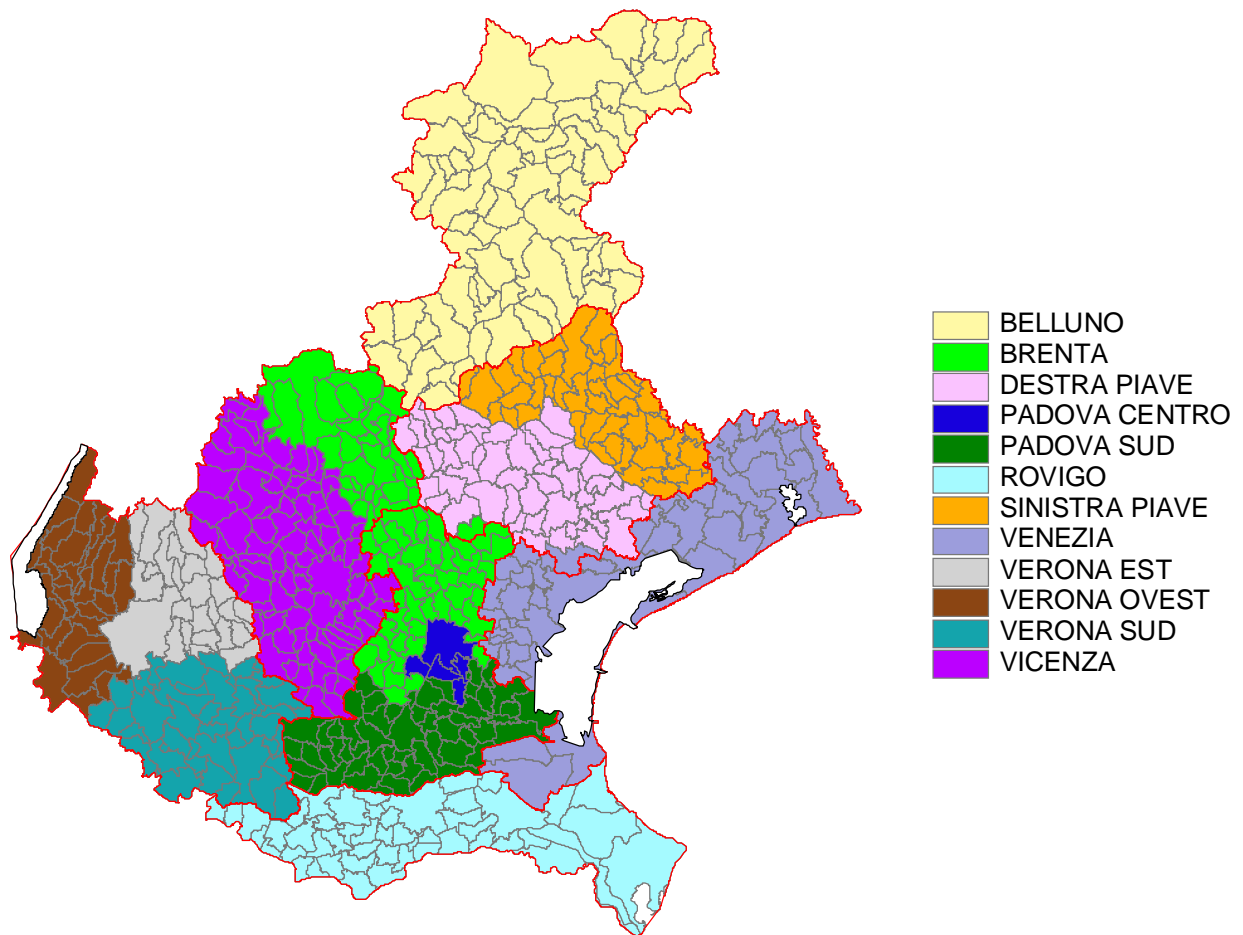 BELLUNO
BRENTA
DESTRA PIAVE
PADOVA CENTRO
PADOVA SUD
ROVIGO
SINISTRA PIAVE
VENEZIA
VERONA EST
VERONA OVEST
VERONA SUD
VICENZA